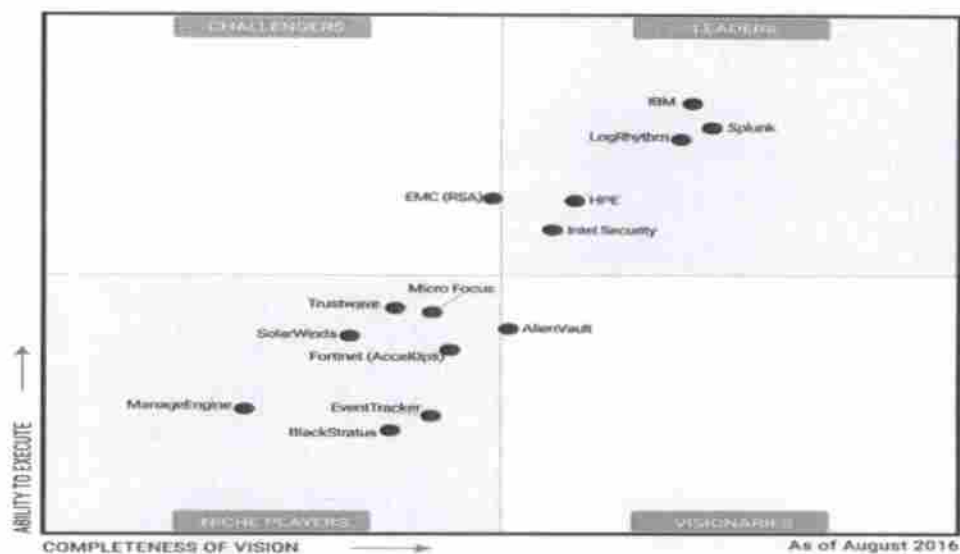 CHALLENGERS
LEADERS
IBM
Splunk
LogRhythm
EMC (RSA)
HPE
Intel Security
Micro Focus
Trustwave
AlienVault
SolarWinds
Fortinet (AccelOps)
ManageEngine
EventTracker
BlackStratus
ABILITY TO EXECUTE
NICHE PLAYERS
VISIONARIES
COMPLETENESS OF VISION
As of August 2016